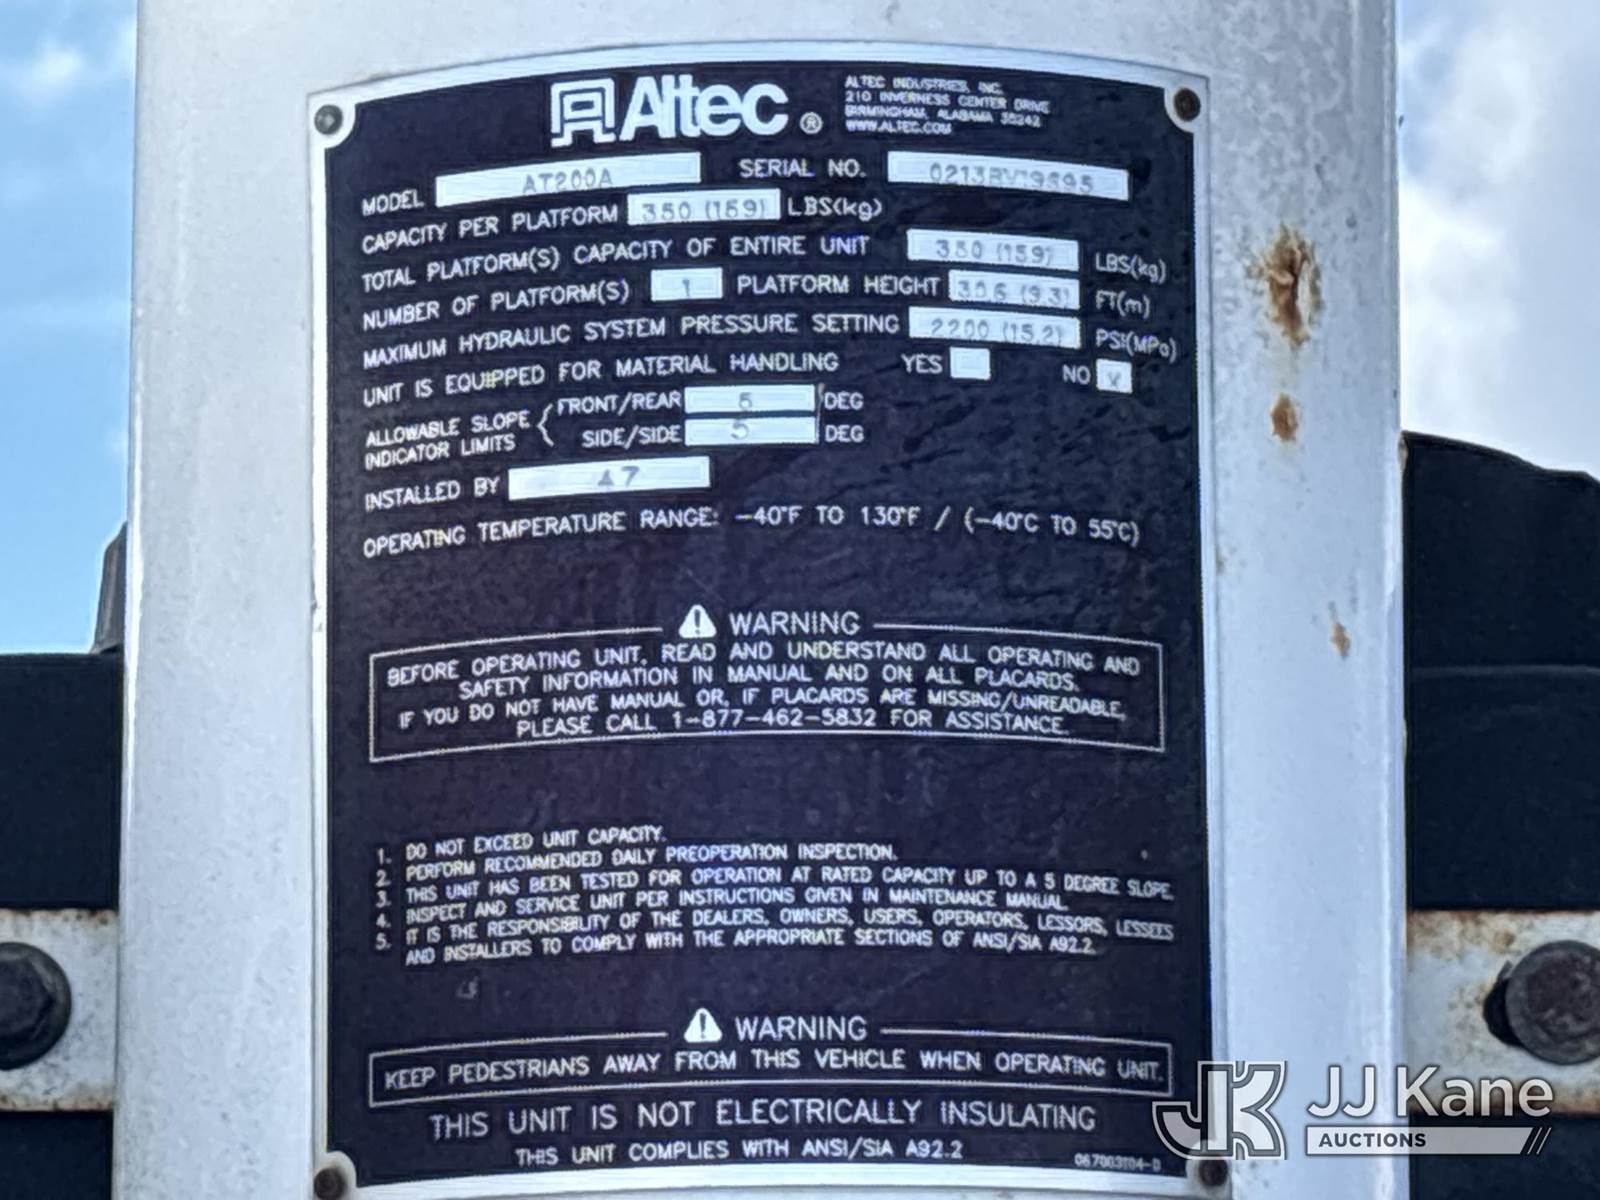 Altec®
ALTEC INDUSTRIES, INC.
210 INVERNESS CENTER DRIVE
BIRMINGHAM, ALABAMA 35242
WWW.ALTEC.COM
MODEL AT200A SERIAL NO.
CAPACITY PER PLATFORM 350 (159) LBS(kg)
TOTAL PLATFORM(S) CAPACITY OF ENTIRE UNIT 350 (159) LBS(kg)
NUMBER OF PLATFORM(S) 1 PLATFORM HEIGHT 30.6 (9.3) FT(m)
MAXIMUM HYDRAULIC SYSTEM PRESSURE SETTING 2200 (15.2) PSI(MPa)
UNIT IS EQUIPPED FOR MATERIAL HANDLING YES NO X
ALLOWABLE SLOPE INDICATOR LIMITS { FRONT/REAR 5 DEG
SIDE/SIDE 5 DEG
INSTALLED BY A7
OPERATING TEMPERATURE RANGE: -40°F TO 130°F / (-40°C TO 55°C)
WARNING
BEFORE OPERATING UNIT, READ AND UNDERSTAND ALL OPERATING AND
SAFETY INFORMATION IN MANUAL AND ON ALL PLACARDS.
IF YOU DO NOT HAVE MANUAL OR, IF PLACARDS ARE MISSING/UNREADABLE,
PLEASE CALL 1-877-462-5832 FOR ASSISTANCE.
1. DO NOT EXCEED UNIT CAPACITY.
2. PERFORM RECOMMENDED DAILY PREOPERATION INSPECTION.
3. THIS UNIT HAS BEEN TESTED FOR OPERATION AT RATED CAPACITY UP TO A 5 DEGREE SLOPE.
4. INSPECT AND SERVICE UNIT PER INSTRUCTIONS GIVEN IN MAINTENANCE MANUAL.
5. IT IS THE RESPONSIBILITY OF THE DEALERS, OWNERS, USERS, OPERATORS, LESSORS, LESSEES
AND INSTALLERS TO COMPLY WITH THE APPROPRIATE SECTIONS OF ANSI/SIA A92.2.
WARNING
KEEP PEDESTRIANS AWAY FROM THIS VEHICLE WHEN OPERATING UNIT.
THIS UNIT IS NOT ELECTRICALLY INSULATING
THIS UNIT COMPLIES WITH ANSI/SIA A92.2
JK JJ Kane
AUCTIONS